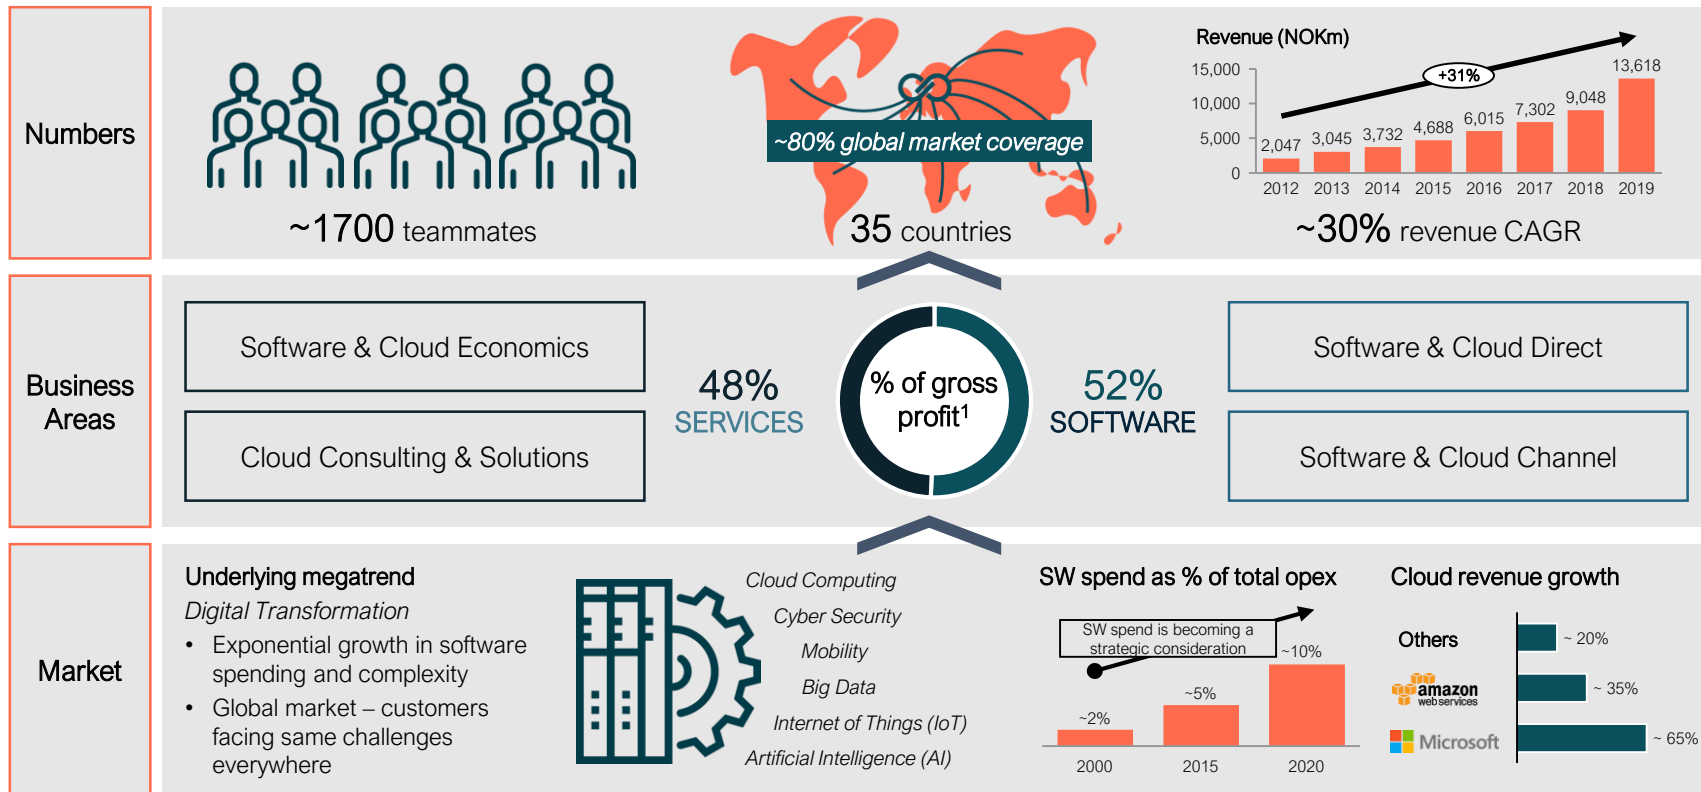 Numbers
~1700 teammates
~80% global market coverage
35 countries
Revenue (NOKm)
+31%
15,000
10,000
5,000
0
2,047
3,045
3,732
4,688
6,015
7,302
9,048
13,618
2012
2013
2014
2015
2016
2017
2018
2019
~30% revenue CAGR
Business
Areas
Software & Cloud Economics
Cloud Consulting & Solutions
48%
SERVICES
% of gross
profit1
52%
SOFTWARE
Software & Cloud Direct
Software & Cloud Channel
Market
Underlying megatrend
Digital Transformation
• Exponential growth in software
spending and complexity
• Global market – customers
facing same challenges
everywhere
Cloud Computing
Cyber Security
Mobility
Big Data
Internet of Things (IoT)
Artificial Intelligence (AI)
SW spend as % of total opex
SW spend is becoming a
strategic consideration
~2%
~5%
~10%
2000
2015
2020
Cloud revenue growth
Others
~ 20%
amazon
webservices
~ 35%
Microsoft
~ 65%